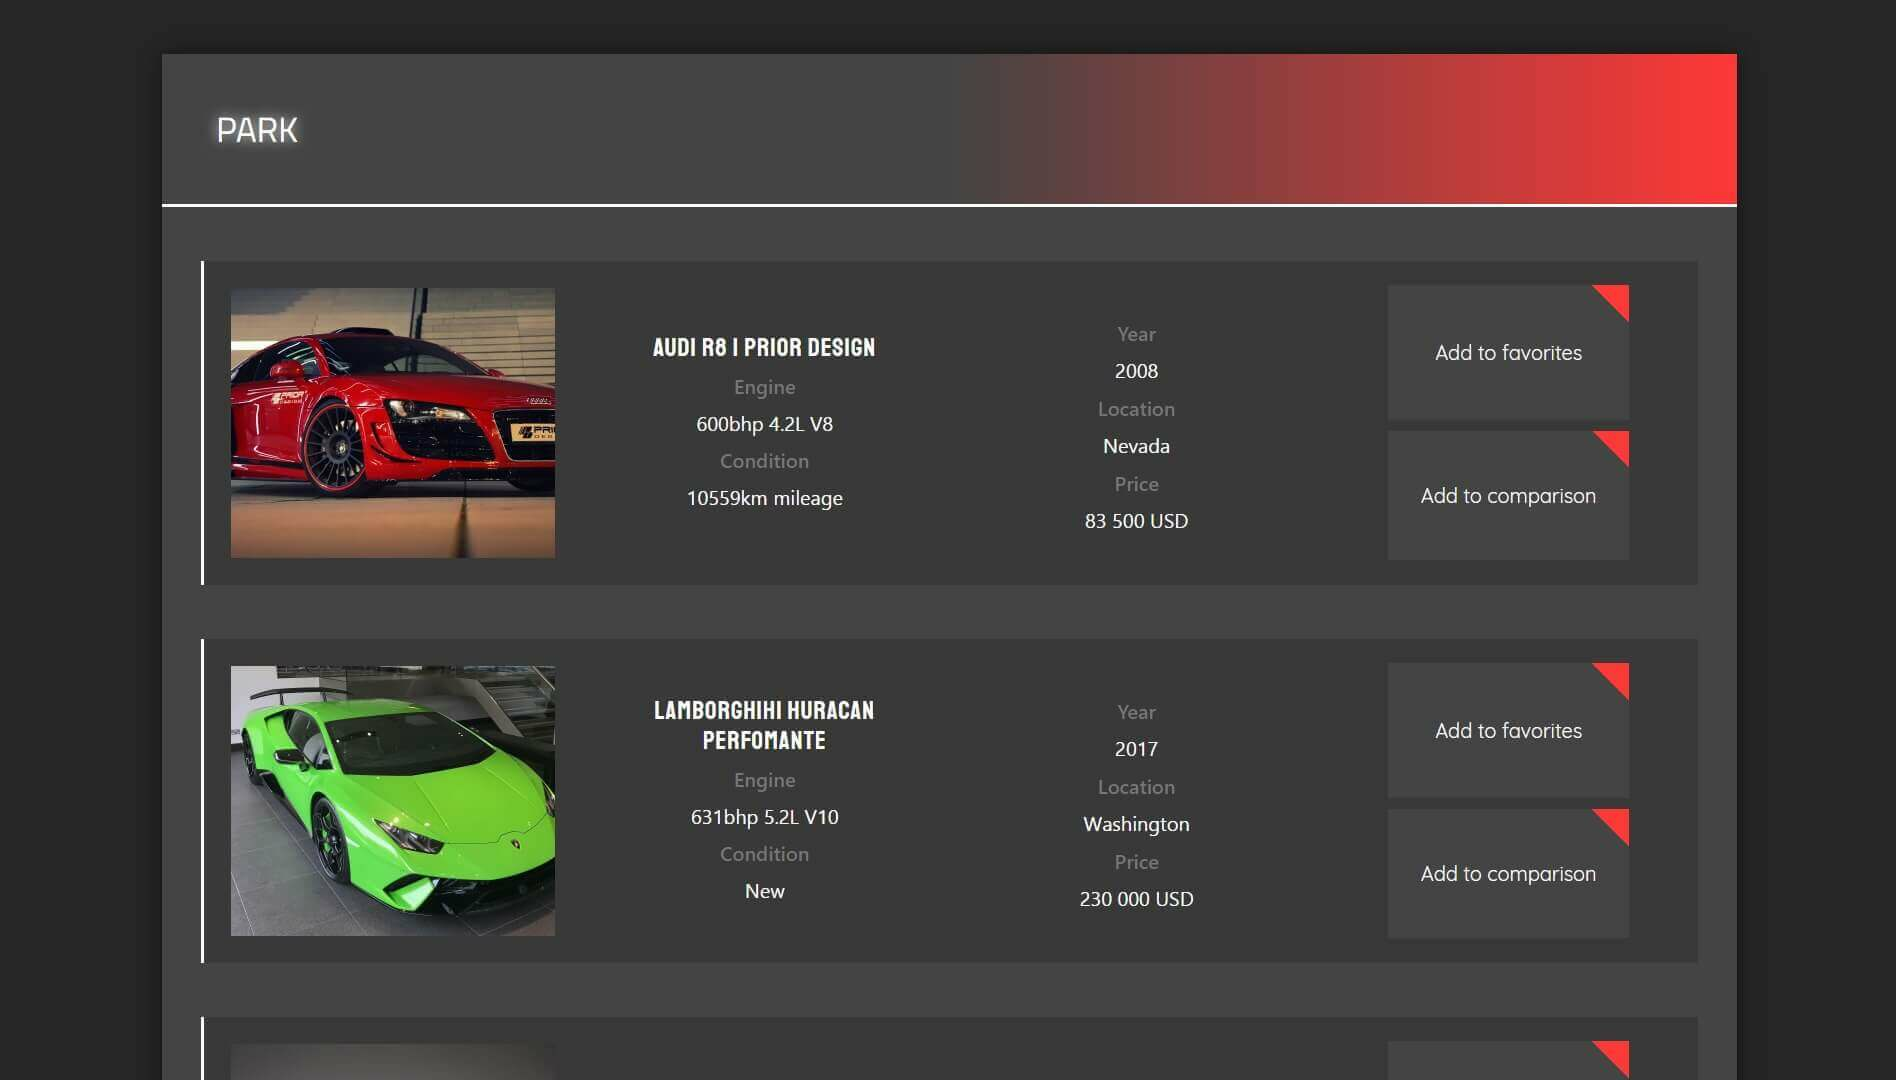 PARK
AUDI R8 I PRIOR DESIGN
Engine
600bhp 4.2L V8
Condition
10559km mileage
Year
2008
Location
Nevada
Price
83 500 USD
Add to favorites
Add to comparison
PRIOR
LAMBORGHIHI HURACAN
PERFOMANTE
Engine
631bhp 5.2L V10
Condition
New
Year
2017
Location
Washington
Price
230 000 USD
Add to favorites
Add to comparison